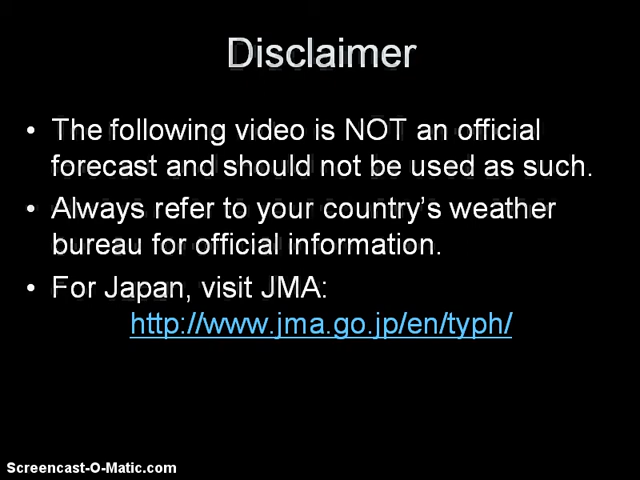 Disclaimer
• The following video is NOT an official
forecast and should not be used as such.
• Always refer to your country's weather
bureau for official information.
• For Japan, visit JMA:
http://www.jma.go.jp/en/typh/
Screencast-O-Matic.com